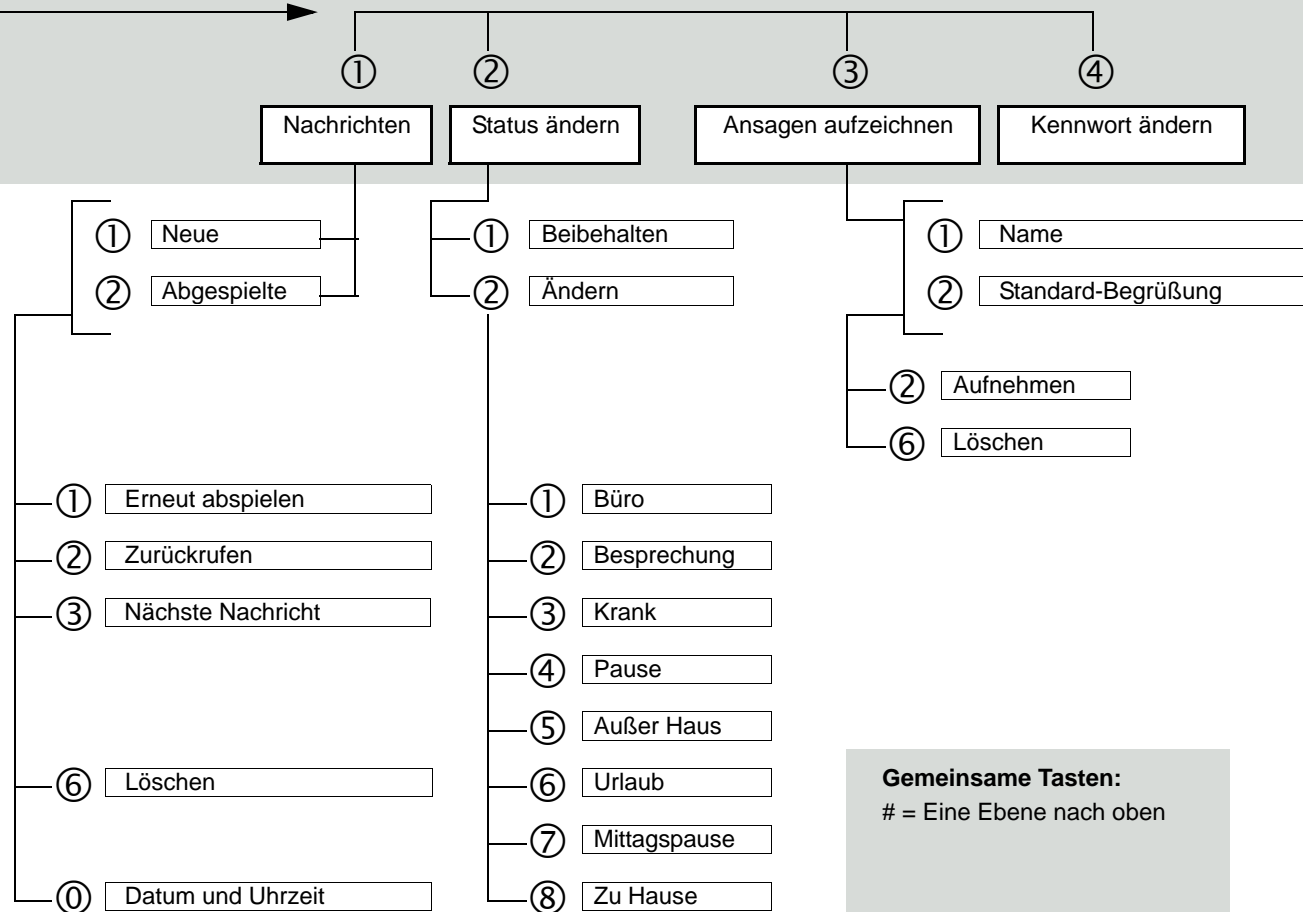 ① ② ③ ④
Nachrichten Status ändern Ansagen aufzeichnen Kennwort ändern
① Neue
② Abgespielte
① Erneut abspielen
② Zurückrufen
③ Nächste Nachricht
⑥ Löschen
⓪ Datum und Uhrzeit
① Beibehalten
② Ändern
① Büro
② Besprechung
③ Krank
④ Pause
⑤ Außer Haus
⑥ Urlaub
⑦ Mittagspause
⑧ Zu Hause
① Name
② Standard-Begrüßung
② Aufnehmen
⑥ Löschen
Gemeinsame Tasten:
# = Eine Ebene nach oben